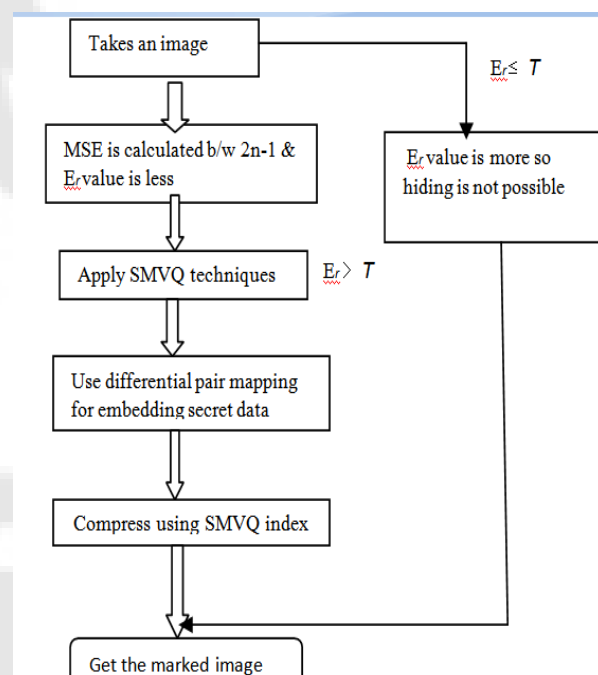 Takes an image
Er≤ T
MSE is calculated b/w 2n-1 &
Er value is less
Er value is more so
hiding is not possible
Apply SMVQ techniques
Er> T
Use differential pair mapping
for embedding secret data
Compress using SMVQ index
Get the marked image